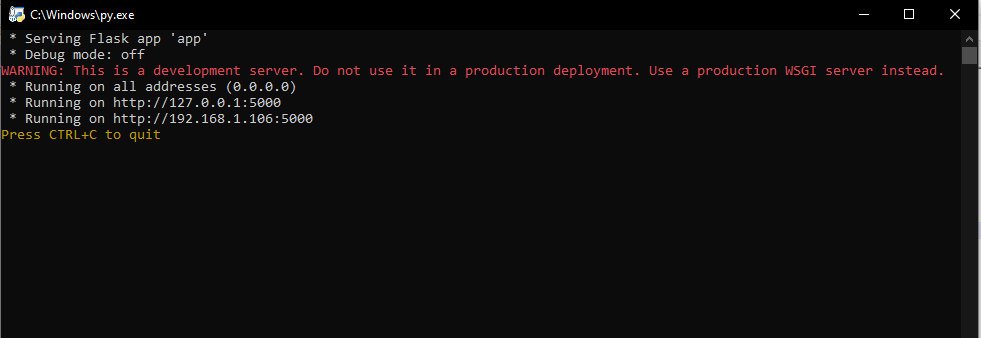 C:\Windows\py.exe
* Serving Flask app 'app'
* Debug mode: off
WARNING: This is a development server. Do not use it in a production deployment. Use a production WSGI server instead.
* Running on all addresses (0.0.0.0)
* Running on http://127.0.0.1:5000
* Running on http://192.168.1.106:5000
Press CTRL+C to quit